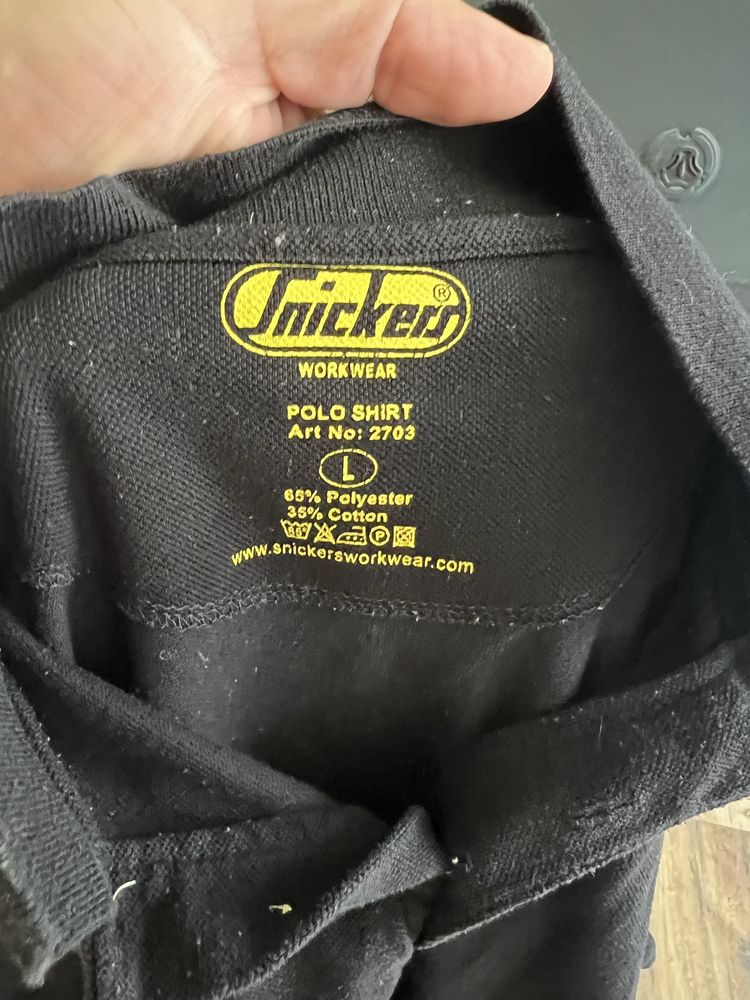 Snickers®
WORKWEAR
POLO SHIRT
Art No: 2703
L
65% Polyester
35% Cotton
P
www.snickersworkwear.com